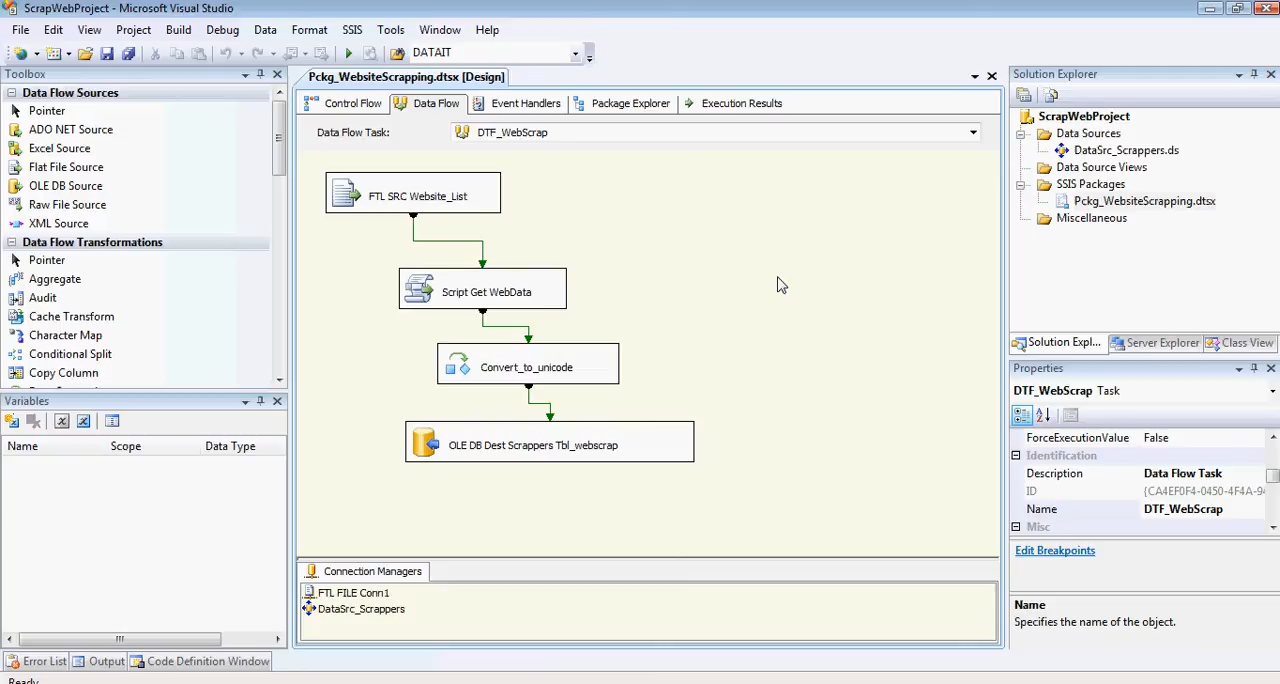 ScrapWebProject - Microsoft Visual Studio
File Edit View Project Build Debug Data Format SSIS Tools Window Help
DATAIT
Toolbox
Data Flow Sources
Pointer
ADO NET Source
Excel Source
Flat File Source
OLE DB Source
Raw File Source
XML Source
Data Flow Transformations
Pointer
Aggregate
Audit
Cache Transform
Character Map
Conditional Split
Copy Column
Variables
Name Scope Data Type
Error List Output Code Definition Window
Ready
Pckg_WebsiteScrapping.dtsx [Design]
Control Flow Data Flow Event Handlers Package Explorer Execution Results
Data Flow Task: DTF_WebScrap
FTL SRC Website_List
Script Get WebData
Convert_to_unicode
OLE DB Dest Scrappers Tbl_webscrap
Connection Managers
FTL FILE Conn1
DataSrc_Scrappers
Solution Explorer
ScrapWebProject
Data Sources
DataSrc_Scrappers.ds
Data Source Views
SSIS Packages
Pckg_WebsiteScrapping.dtsx
Miscellaneous
Solution Expl... Server Explorer Class View
Properties
DTF_WebScrap Task
ForceExecutionValue False
Identification
Description Data Flow Task
ID {CA4EF0F4-0450-4F4A-94
Name DTF_WebScrap
Misc
Edit Breakpoints
Name
Specifies the name of the object.